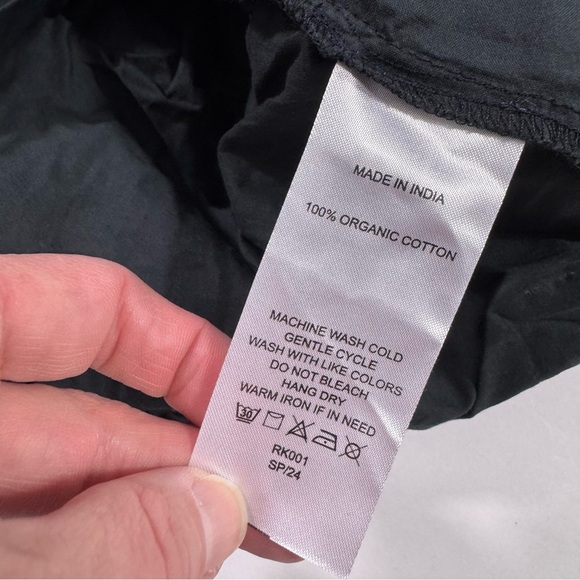 MADE IN INDIA
100% ORGANIC COTTON
MACHINE WASH COLD
GENTLE CYCLE
WASH WITH LIKE COLORS
DO NOT BLEACH
HANG DRY
WARM IRON IF IN NEED
30
RK001
SP/24